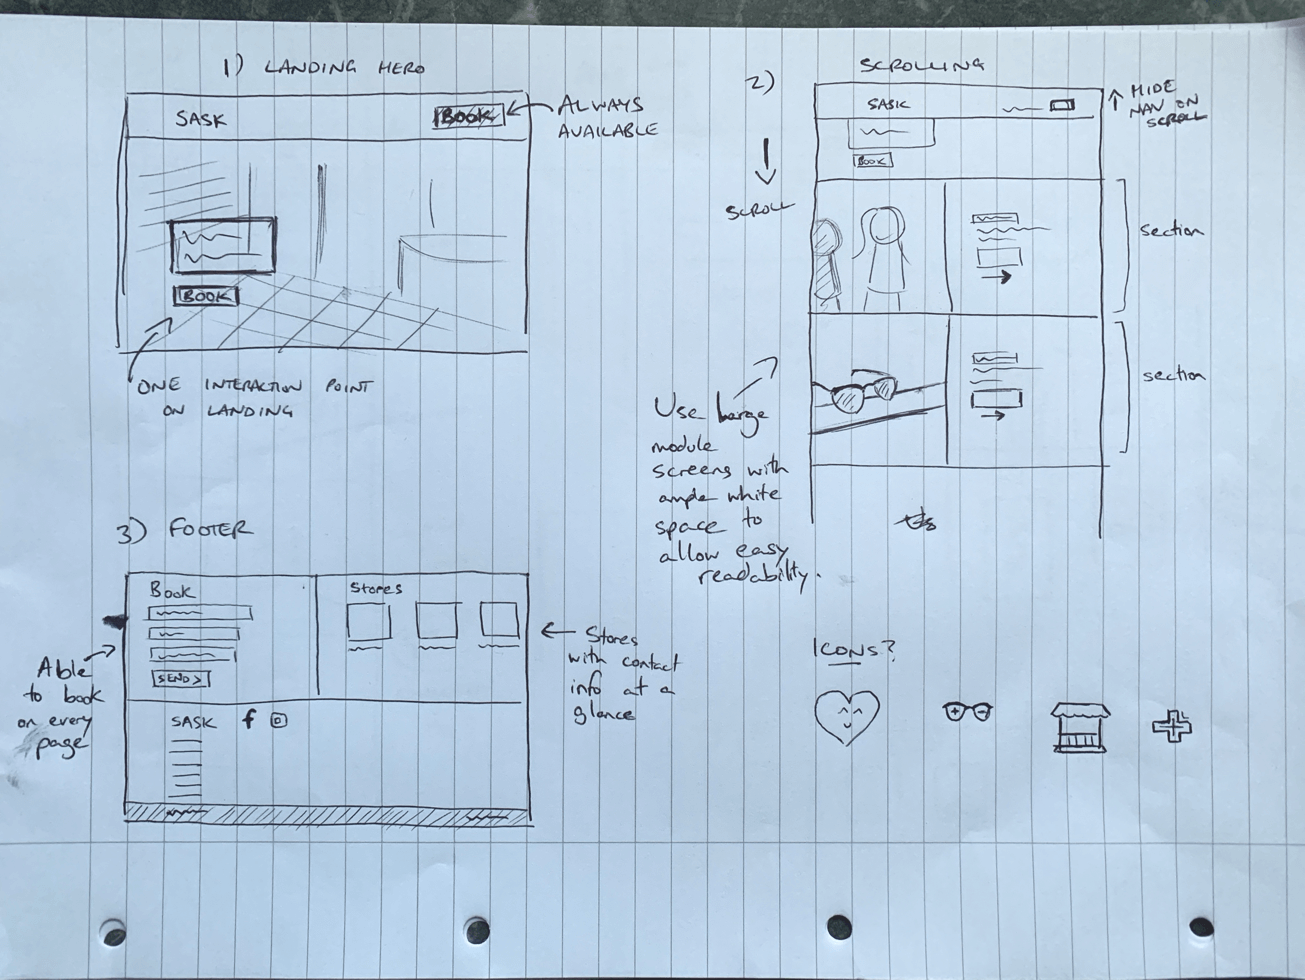 1) LANDING HERO
SASK
BOOK
ALWAYS
AVAILABLE
BOOK
ONE INTERACTION POINT
ON LANDING
2)
SCROLLING
SASK
HIDE
NAV ON
SCROLL
BOOK
SCROLL
section
section
Use Large
module
screens with
ample white
space to
allow easy
readability.
3) FOOTER
Book
SEND >
Stores
Able
to book
on every
page
Stores
with contact
info at a
glance
SASK f
ICONS?